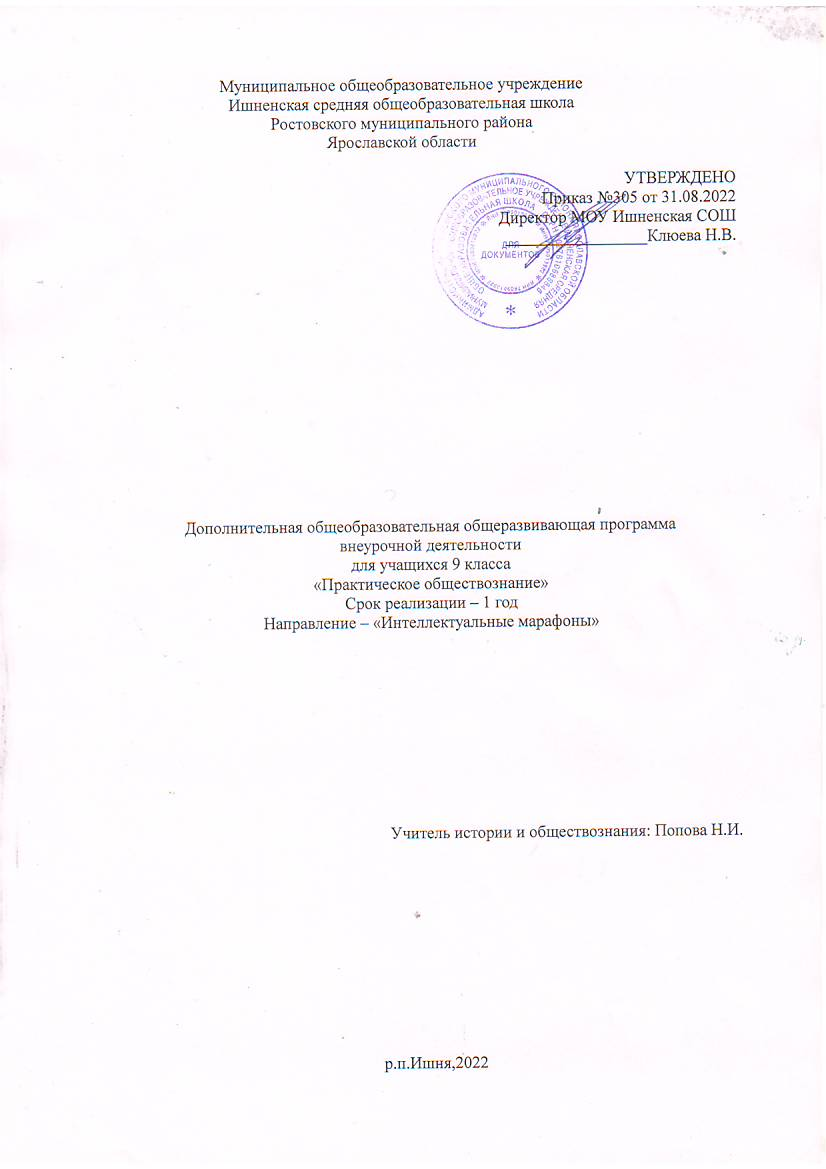 Муниципальное общеобразовательное учреждение
Ишненская средняя общеобразовательная школа
Ростовского муниципального района
Ярославской области
УТВЕРЖДЕНО
Приказ №305 от 31.08.2022
Директор МОУ Ишненская СОШ
Клюева Н.В.
ДЛЯ
ДОКУМЕНТОВ
Дополнительная общеобразовательная общеразвивающая программа
внеурочной деятельности
для учащихся 9 класса
«Практическое обществознание»
Срок реализации – 1 год
Направление – «Интеллектуальные марафоны»
Учитель истории и обществознания: Попова Н.И.
р.п.Ишня,2022